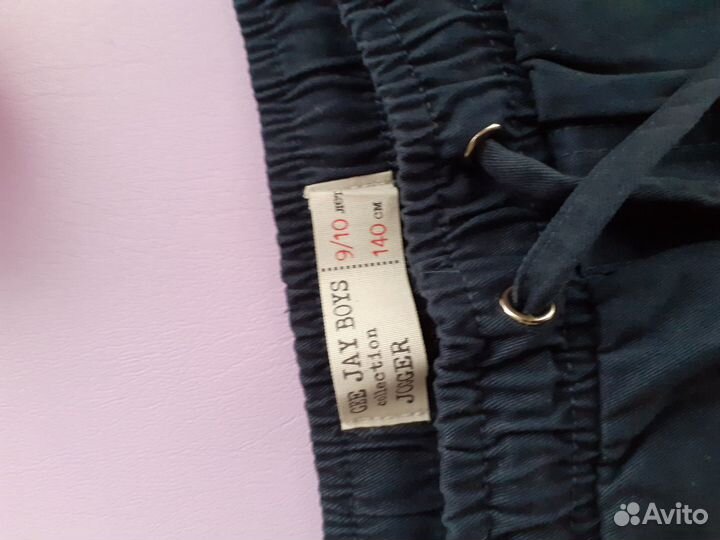 GEE JAY BOYS
collection
JOGGER
9/10 лет
140 см
Avito